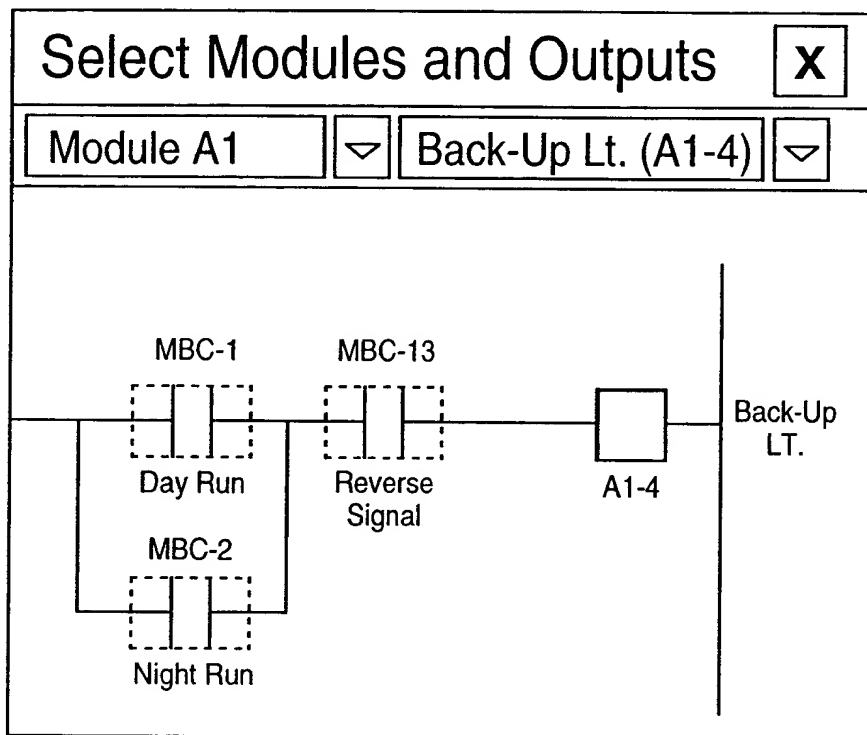 Select Modules and Outputs X
Module A1 Back-Up Lt. (A1-4)
MBC-1 MBC-13
Day Run Reverse
Signal
A1-4
Back-Up
LT.
MBC-2
Night Run